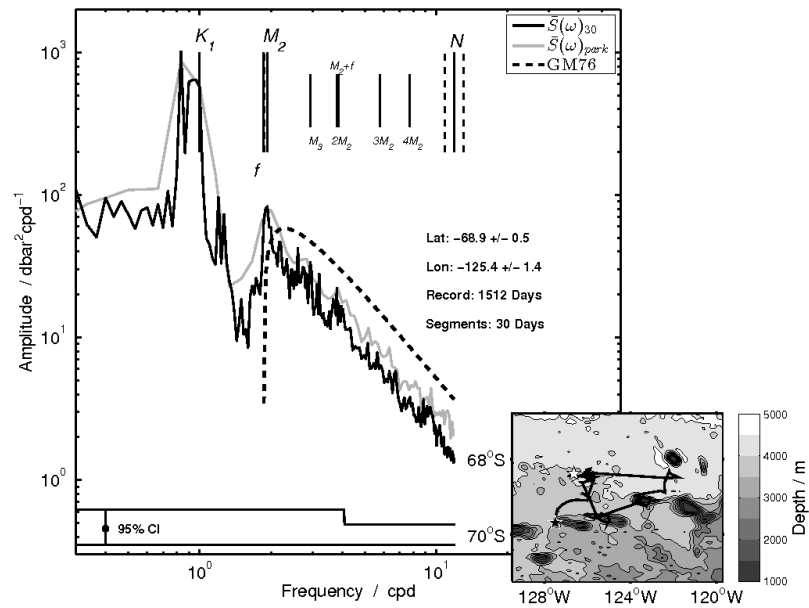 10³
10²
10¹
10⁰
Amplitude / dbar²cpd⁻¹
K₁
M₂
N
M₂+f
M₃
2M₂
3M₂
4M₂
f
S̄(ω)₃₀
S̄(ω)park
GM76
Lat: −68.9 +/− 0.5
Lon: −125.4 +/− 1.4
Record: 1512 Days
Segments: 30 Days
95% CI
10⁰
10¹
Frequency / cpd
68°S
70°S
128°W
124°W
120°W
5000
4000
3000
2000
1000
Depth / m